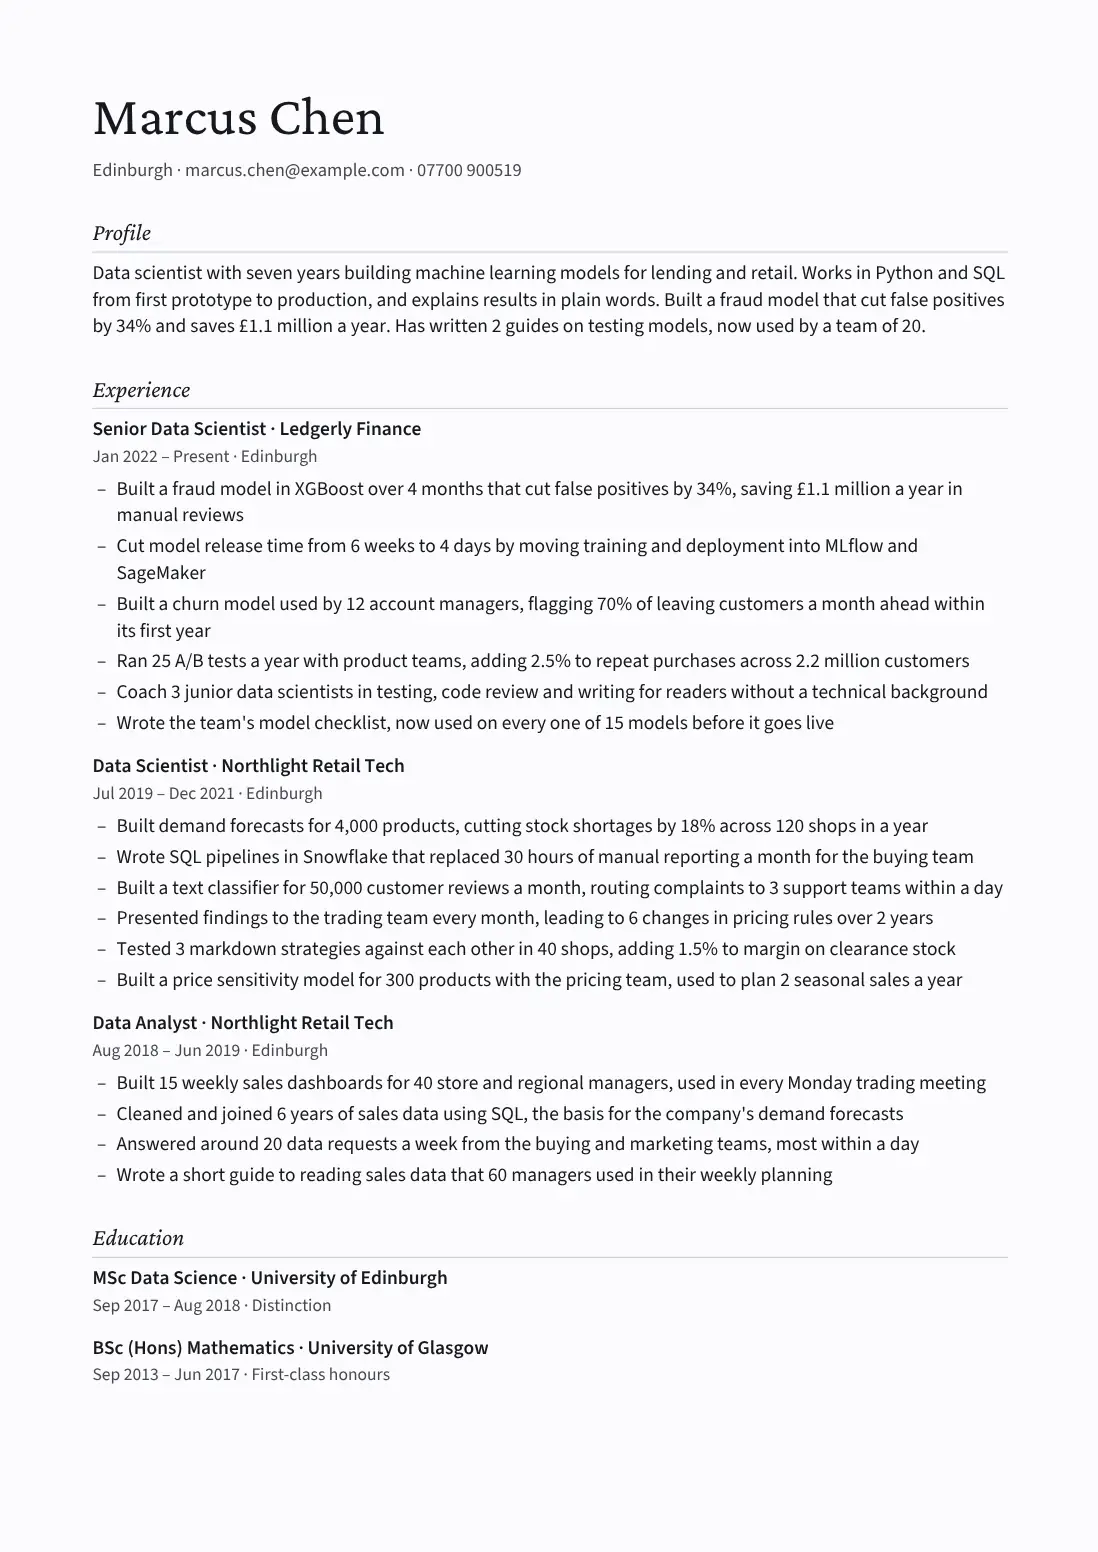 Marcus Chen
Edinburgh · marcus.chen@example.com · 07700 900519
Profile
Data scientist with seven years building machine learning models for lending and retail. Works in Python and SQL
from first prototype to production, and explains results in plain words. Built a fraud model that cut false positives
by 34% and saves £1.1 million a year. Has written 2 guides on testing models, now used by a team of 20.
Experience
Senior Data Scientist · Ledgerly Finance
Jan 2022 – Present · Edinburgh
– Built a fraud model in XGBoost over 4 months that cut false positives by 34%, saving £1.1 million a year in
manual reviews
– Cut model release time from 6 weeks to 4 days by moving training and deployment into MLflow and
SageMaker
– Built a churn model used by 12 account managers, flagging 70% of leaving customers a month ahead within
its first year
– Ran 25 A/B tests a year with product teams, adding 2.5% to repeat purchases across 2.2 million customers
– Coach 3 junior data scientists in testing, code review and writing for readers without a technical background
– Wrote the team's model checklist, now used on every one of 15 models before it goes live
Data Scientist · Northlight Retail Tech
Jul 2019 – Dec 2021 · Edinburgh
– Built demand forecasts for 4,000 products, cutting stock shortages by 18% across 120 shops in a year
– Wrote SQL pipelines in Snowflake that replaced 30 hours of manual reporting a month for the buying team
– Built a text classifier for 50,000 customer reviews a month, routing complaints to 3 support teams within a day
– Presented findings to the trading team every month, leading to 6 changes in pricing rules over 2 years
– Tested 3 markdown strategies against each other in 40 shops, adding 1.5% to margin on clearance stock
– Built a price sensitivity model for 300 products with the pricing team, used to plan 2 seasonal sales a year
Data Analyst · Northlight Retail Tech
Aug 2018 – Jun 2019 · Edinburgh
– Built 15 weekly sales dashboards for 40 store and regional managers, used in every Monday trading meeting
– Cleaned and joined 6 years of sales data using SQL, the basis for the company's demand forecasts
– Answered around 20 data requests a week from the buying and marketing teams, most within a day
– Wrote a short guide to reading sales data that 60 managers used in their weekly planning
Education
MSc Data Science · University of Edinburgh
Sep 2017 – Aug 2018 · Distinction
BSc (Hons) Mathematics · University of Glasgow
Sep 2013 – Jun 2017 · First-class honours